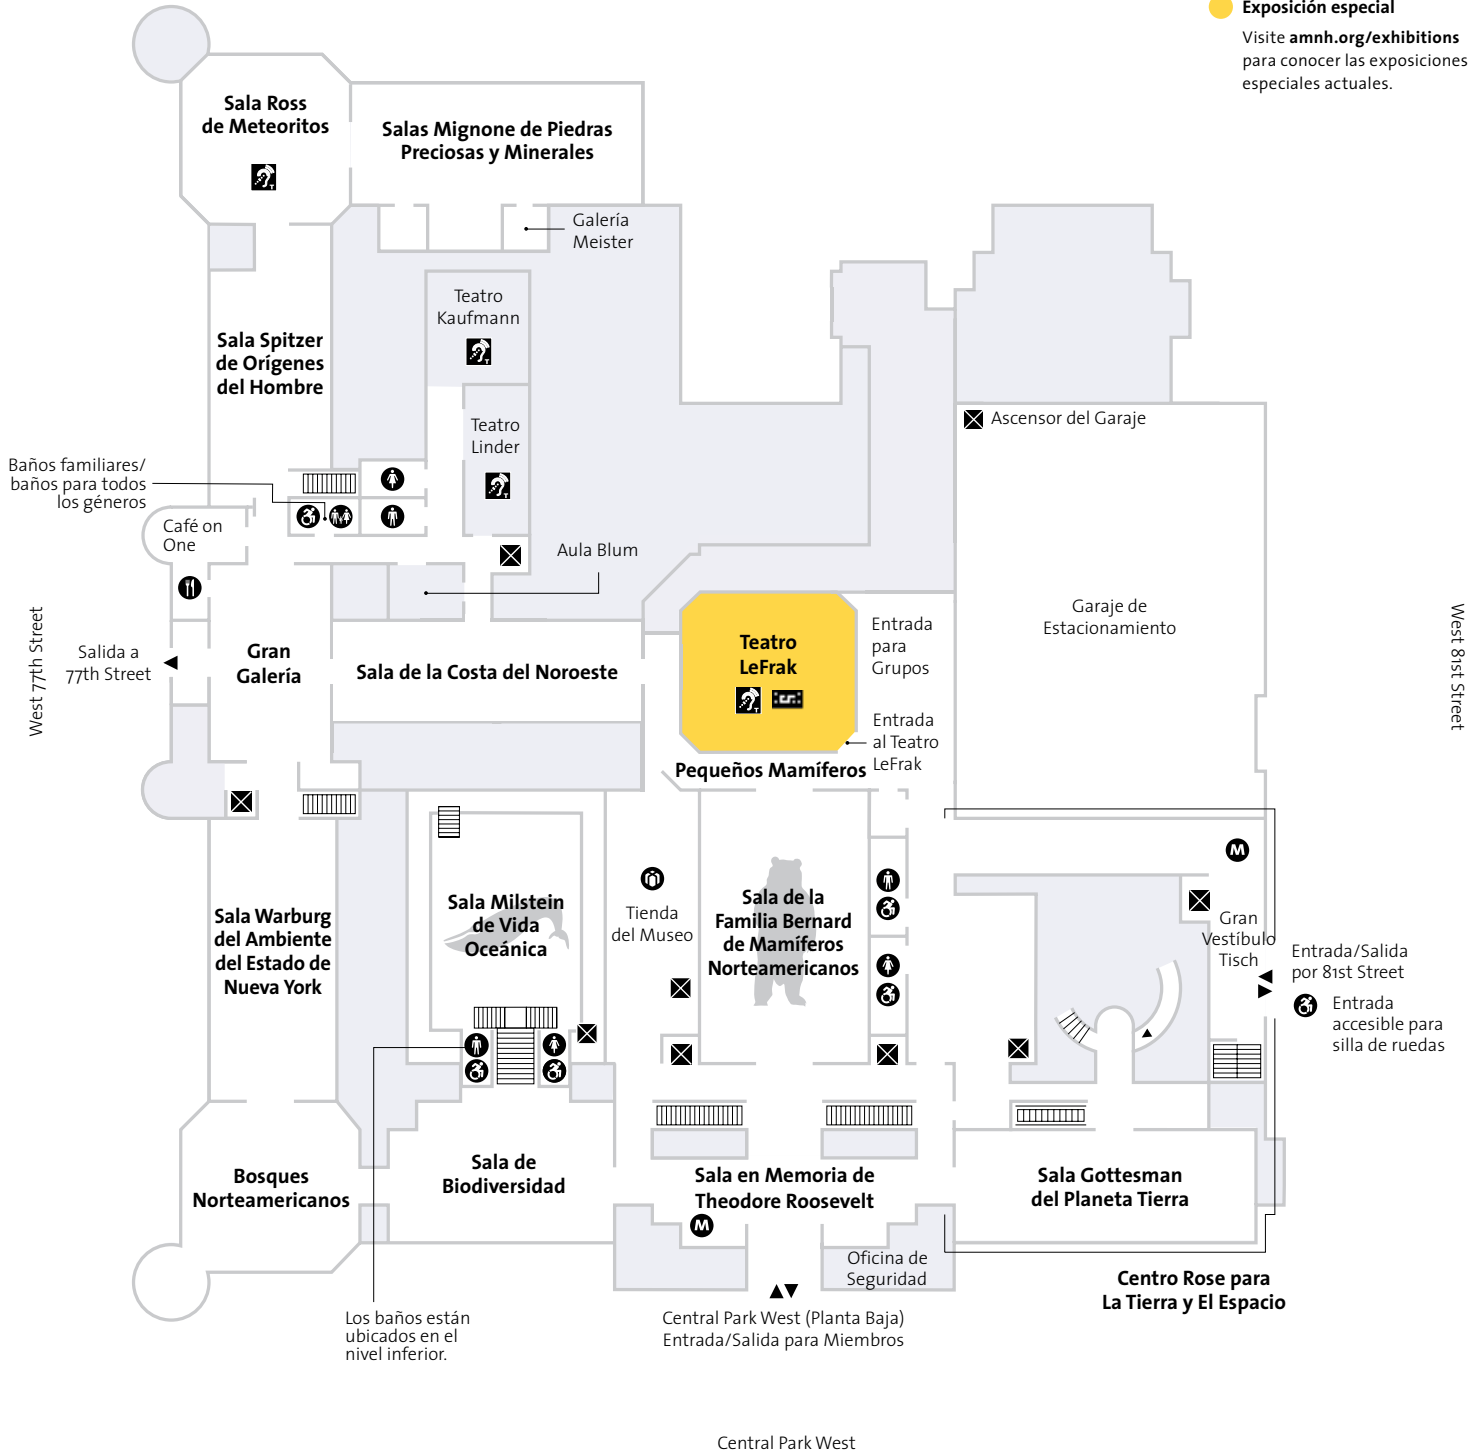 Exposición especial
Visite amnh.org/exhibitions
para conocer las exposiciones
especiales actuales.
Sala Ross
de Meteoritos
Salas Mignone de Piedras
Preciosas y Minerales
Galería
Meister
Teatro
Kaufmann
Sala Spitzer
de Orígenes
del Hombre
Teatro
Linder
Ascensor del Garaje
Baños familiares/
baños para todos
los géneros
Café on
One
Aula Blum
Garaje de
Estacionamiento
West 77th Street
West 81st Street
Salida a
77th Street
Gran
Galería
Sala de la Costa del Noroeste
Teatro
LeFrak
Entrada
para
Grupos
Entrada
al Teatro
LeFrak
Pequeños Mamíferos
M
Sala Warburg
del Ambiente
del Estado de
Nueva York
Sala Milstein
de Vida
Oceánica
Tienda
del Museo
Sala de la
Familia Bernard
de Mamíferos
Norteamericanos
Gran
Vestíbulo
Tisch
Entrada/Salida
por 81st Street
Entrada
accesible para
silla de ruedas
Bosques
Norteamericanos
Sala de
Biodiversidad
Sala en Memoria de
Theodore Roosevelt
M
Sala Gottesman
del Planeta Tierra
Oficina de
Seguridad
Centro Rose para
La Tierra y El Espacio
Los baños están
ubicados en el
nivel inferior.
Central Park West (Planta Baja)
Entrada/Salida para Miembros
Central Park West